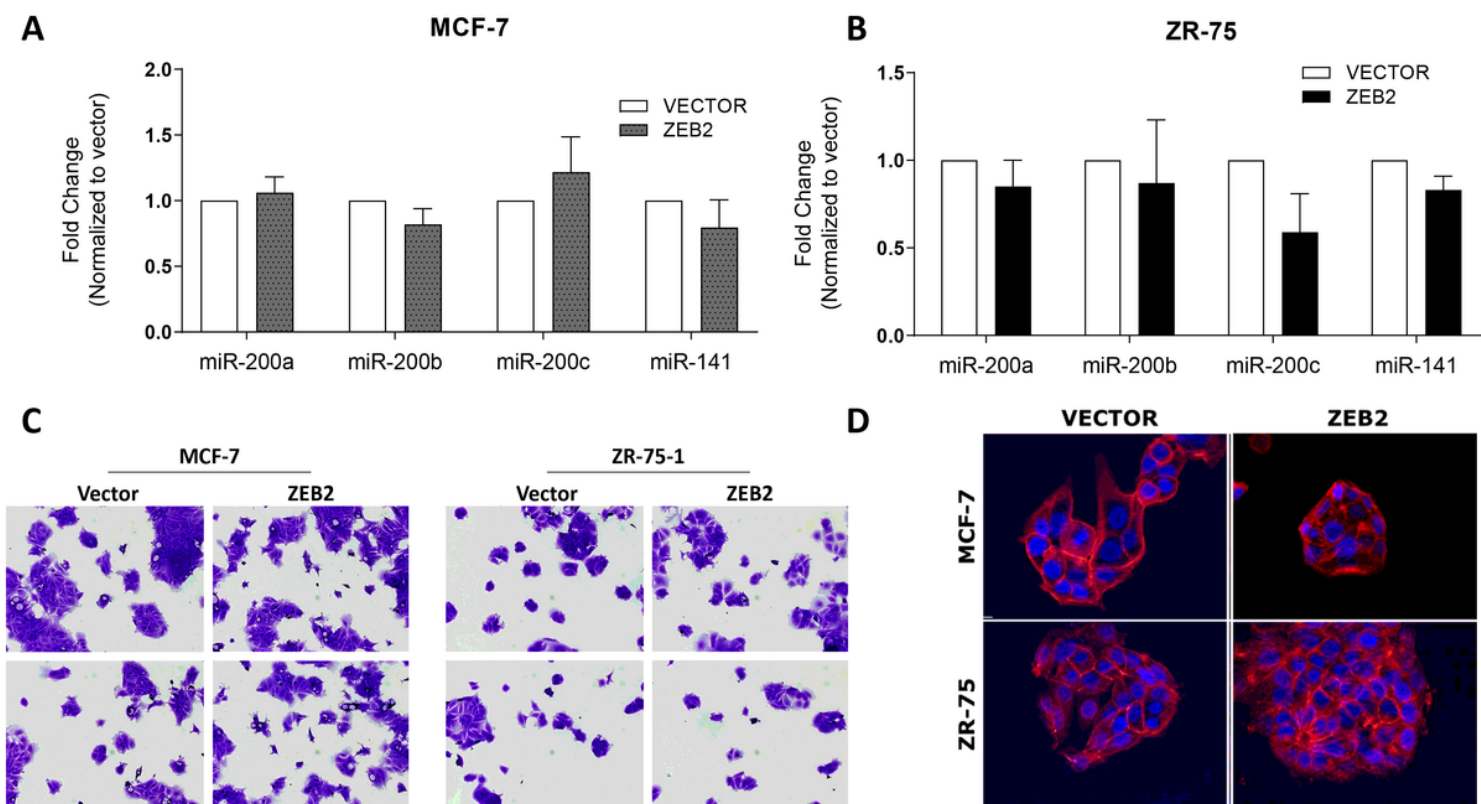 A
MCF-7
Fold Change
(Normalized to vector)
2.0
1.5
1.0
0.5
0.0
VECTOR
ZEB2
miR-200a
miR-200b
miR-200c
miR-141
B
ZR-75
Fold Change
(Normalized to vector)
1.5
1.0
0.5
0.0
VECTOR
ZEB2
miR-200a
miR-200b
miR-200c
miR-141
C
MCF-7
ZR-75-1
Vector
ZEB2
Vector
ZEB2
D
VECTOR
ZEB2
MCF-7
ZR-75